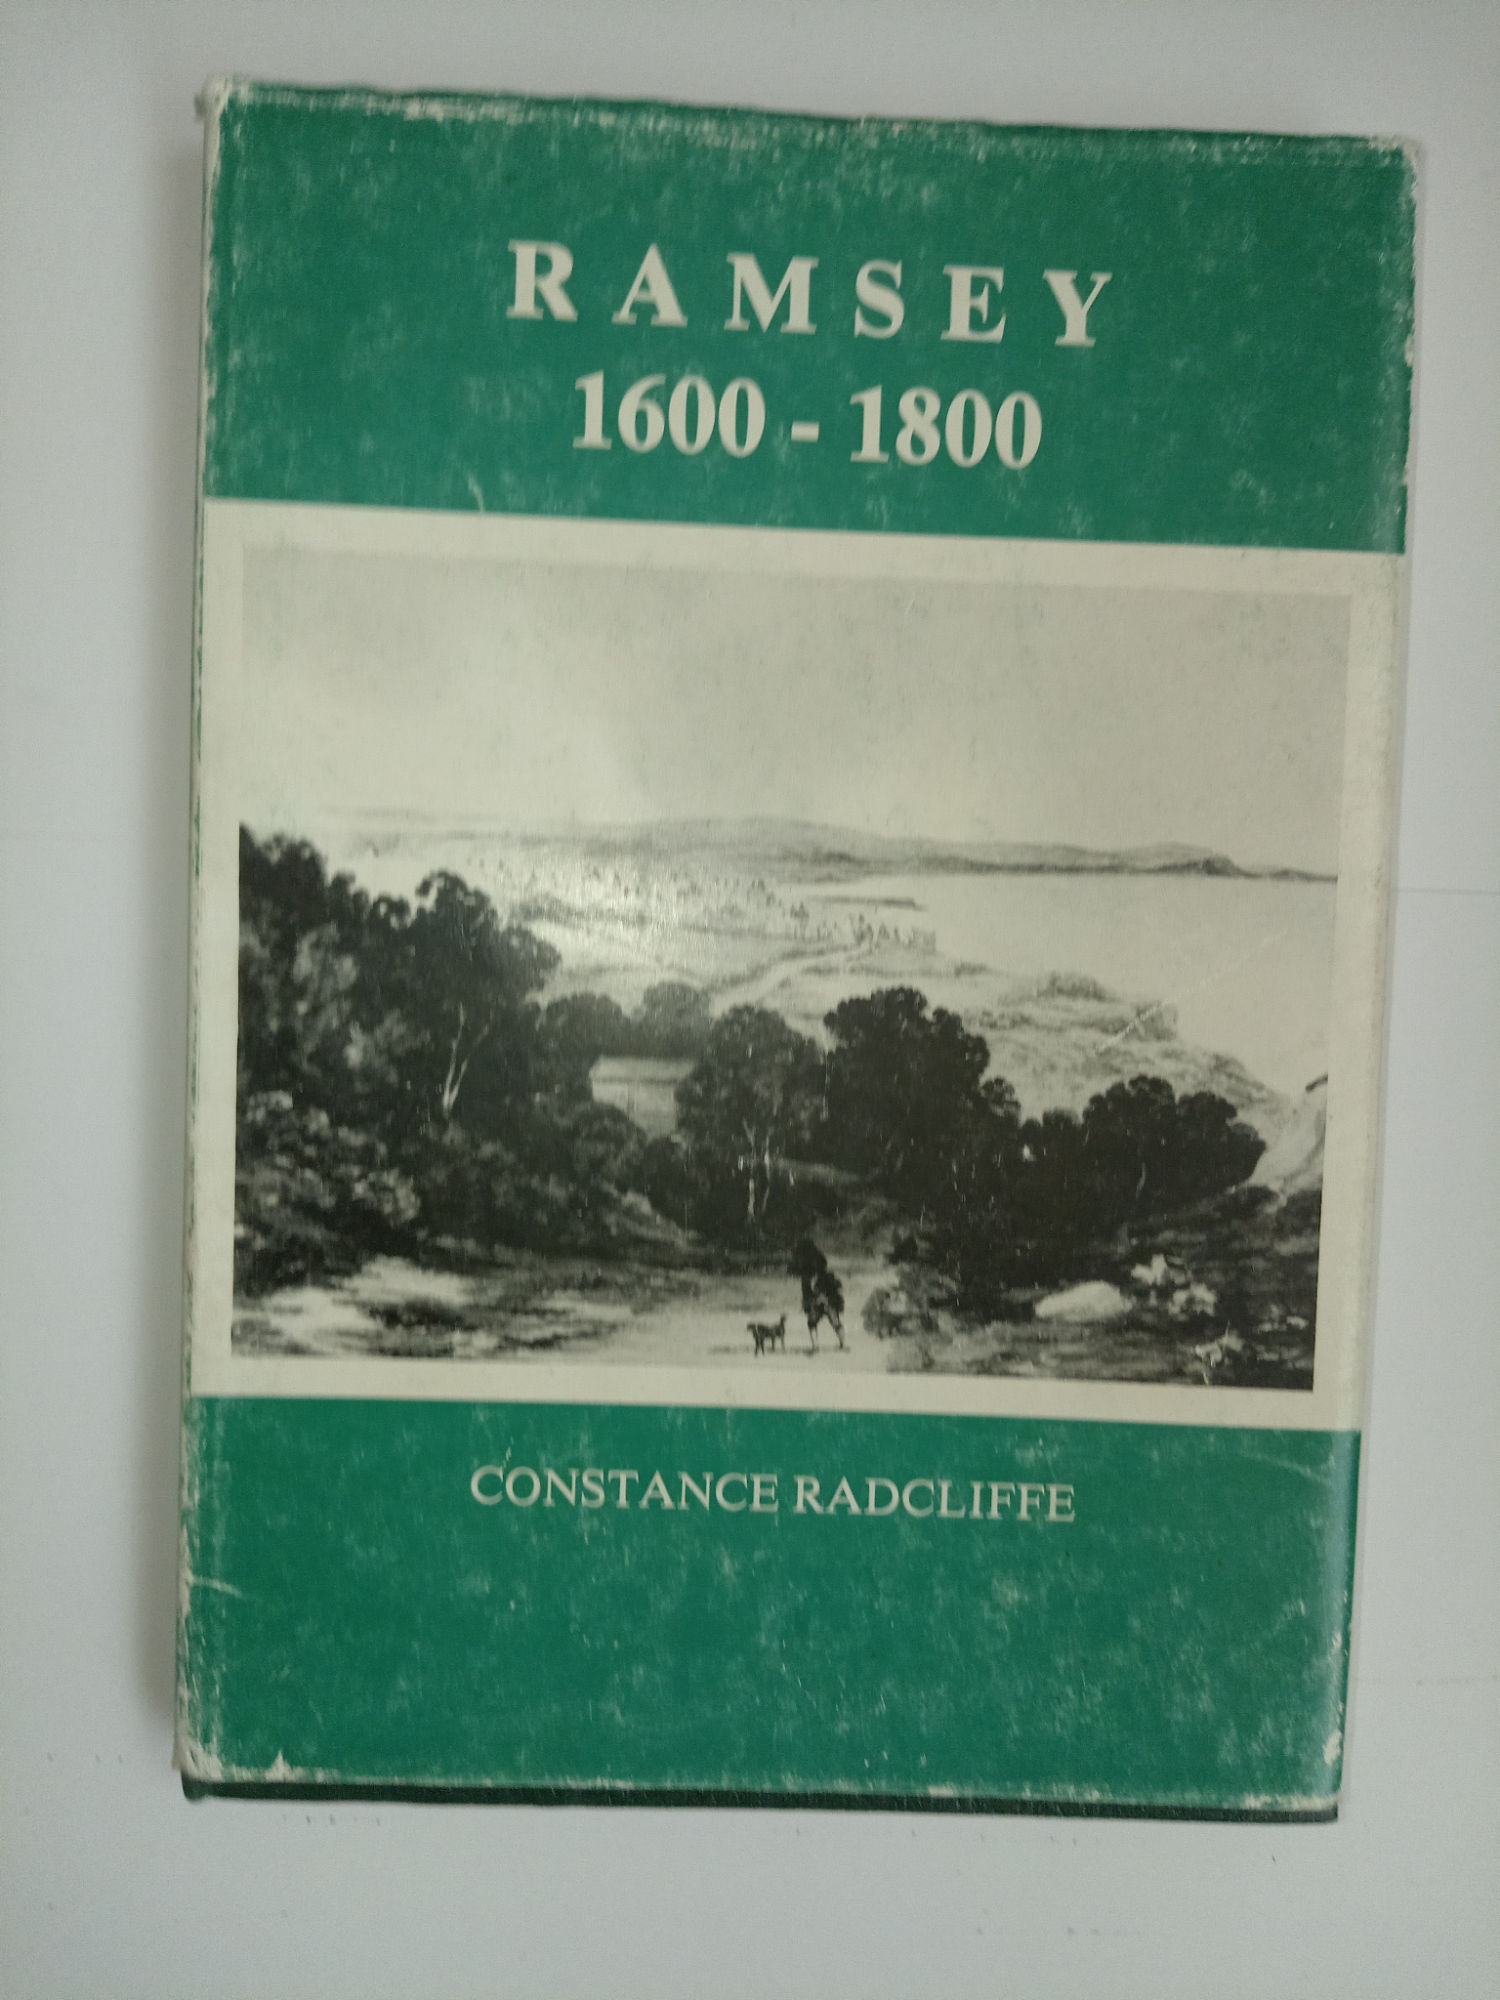 RAMSEY
1600 - 1800
CONSTANCE RADCLIFFE